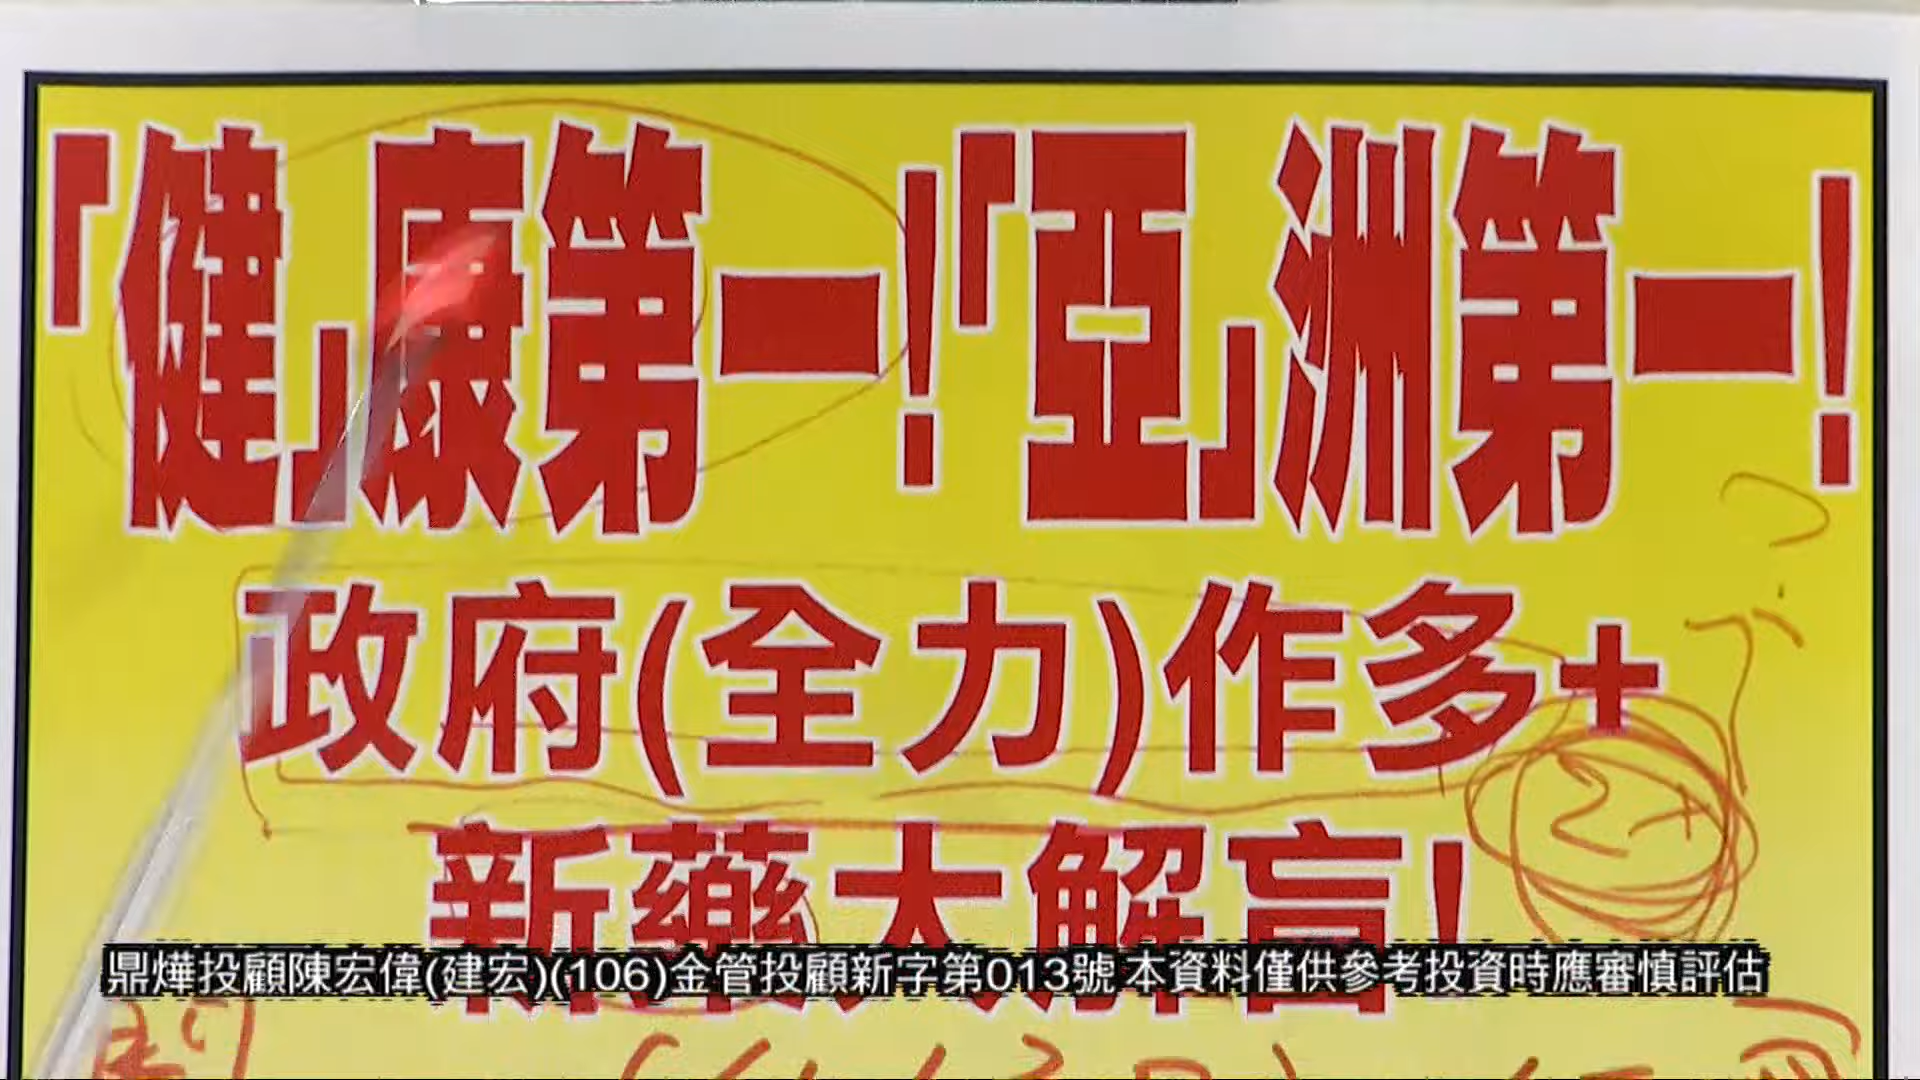 「健」康第一!「亞」洲第一!
政府(全力)作多+
2+
新藥大解盲!
鼎燁投顧陳宏偉(建宏)(106)金管投顧新字第013號 本資料僅供參考投資時應審慎評估